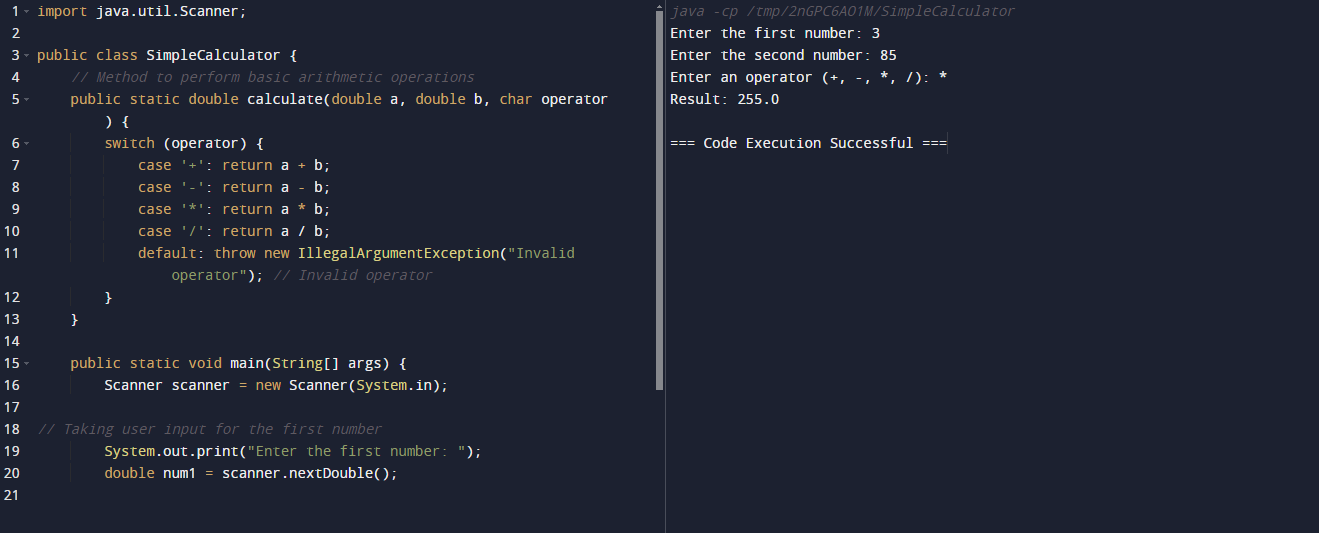 1 import java.util.Scanner;
2
3 public class SimpleCalculator {
4 // Method to perform basic arithmetic operations
5 public static double calculate(double a, double b, char operator
) {
6 switch (operator) {
7 case '+': return a + b;
8 case '-': return a - b;
9 case '*': return a * b;
10 case '/': return a / b;
11 default: throw new IllegalArgumentException("Invalid
operator"); // Invalid operator
12 }
13 }
14
15 public static void main(String[] args) {
16 Scanner scanner = new Scanner(System.in);
17
18 // Taking user input for the first number
19 System.out.print("Enter the first number: ");
20 double num1 = scanner.nextDouble();
21
java -cp /tmp/2nGPC6AO1M/SimpleCalculator
Enter the first number: 3
Enter the second number: 85
Enter an operator (+, -, *, /): *
Result: 255.0
=== Code Execution Successful ===